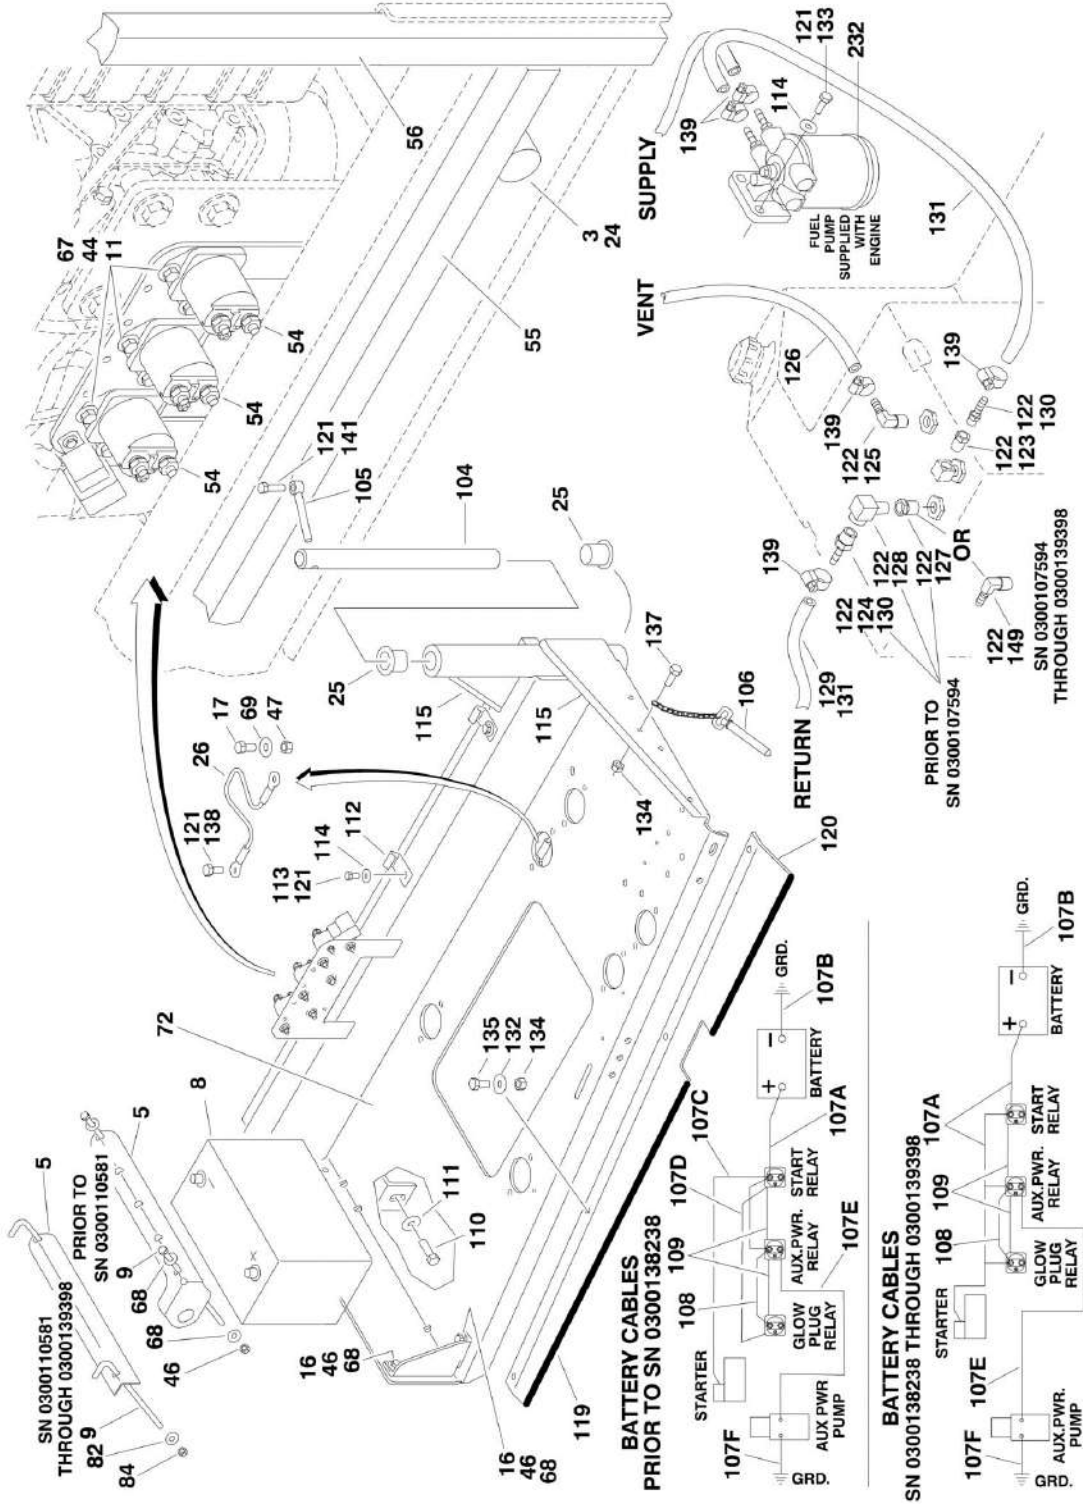 SN 0300110581
THROUGH 0300139398
5
PRIOR TO
SN 0300110581
5
9
68
68
46
82 9
84
8
72
16
46
68
16
46
68
110
111
135
132
134
119
120
113
121
114
112
121
138
26
17
69
47
25
115
115
104
105
121
141
25
137
106
134
54
54
54
67
44
11
55
56
3
24
RETURN
129
131
139
122
124
130
122
128
122
127
OR
122
149
PRIOR TO
SN 0300107594
SN 0300107594
THROUGH 0300139398
VENT
126
139
122
125
122
123
122
130
139
131
SUPPLY
139
114
121
133
232
FUEL
PUMP
SUPPLIED
WITH
ENGINE
BATTERY CABLES
PRIOR TO SN 0300138238
STARTER
108
109
107D
107C
107A
107B
107E
107F
GRD.
GRD.
+
−
BATTERY
START
RELAY
AUX.PWR.
RELAY
GLOW
PLUG
RELAY
AUX PWR
PUMP
BATTERY CABLES
SN 0300138238 THROUGH 0300139398
STARTER
108
109
107A
107B
107E
107F
GRD.
GRD.
+
−
BATTERY
START
RELAY
AUX.PWR.
RELAY
GLOW
PLUG
RELAY
AUX.PWR.
PUMP